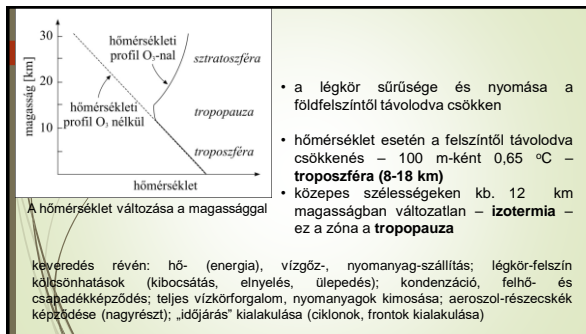 30
20
10
magasság [km]
hőmérsékleti
profil O3-nal
sztratoszféra
hőmérsékleti
profil O3 nélkül
tropopauza
troposzféra
hőmérséklet
A hőmérséklet változása a magassággal
• a légkör sűrűsége és nyomása a
földfelszíntől távolodva csökken
• hőmérséklet esetén a felszíntől távolodva
csökkenés – 100 m-ként 0,65 ºC –
troposzféra (8-18 km)
• közepes szélességeken kb. 12 km
magasságban változatlan – izotermia –
ez a zóna a tropopauza
keveredés révén: hő- (energia), vízgőz-, nyomanyag-szállítás; légkör-felszín
kölcsönhatások (kibocsátás, elnyelés, ülepedés); kondenzáció, felhő- és
csapadékképződés; teljes vízkörforgalom, nyomanyagok kimosása; aeroszol-részecskék
képződése (nagyrészt); „időjárás” kialakulása (ciklonok, frontok kialakulása)